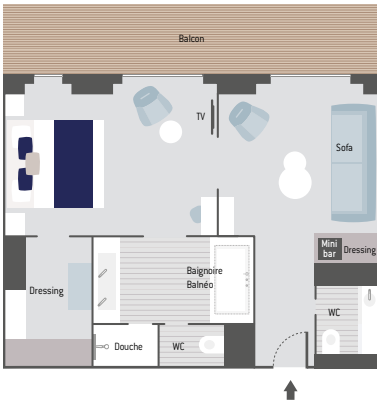 Balcon
TV
Sofa
Mini
bar
Dressing
Baignoire
Balnéo
Dressing
WC
Douche
WC